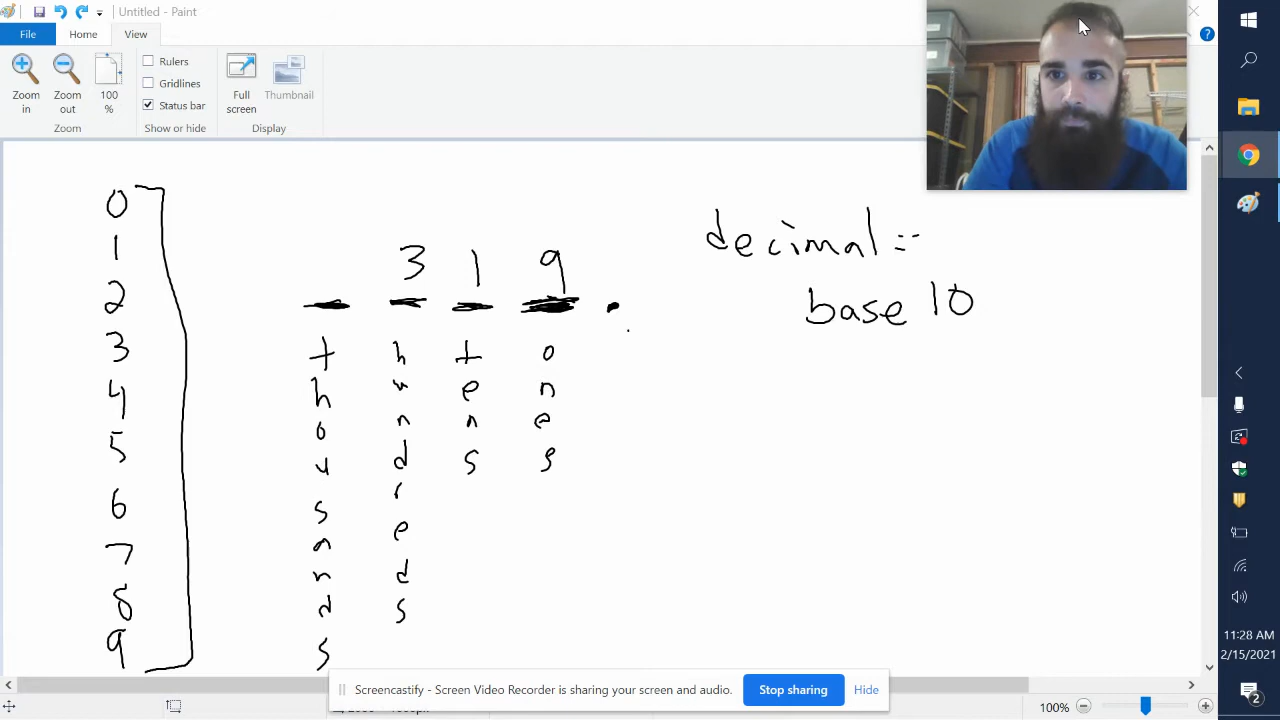 Untitled - Paint
File Home View
Rulers
Gridlines
Status bar
Zoom in
Zoom out
100 %
Full screen
Thumbnail
Zoom
Show or hide
Display
0
1
2
3
4
5
6
7
8
9
3 1 9
.
thousands
hundreds
tens
ones
decimal =
base 10
Screencastify - Screen Video Recorder is sharing your screen and audio.
Stop sharing
Hide
100%
11:28 AM
2/15/2021
2